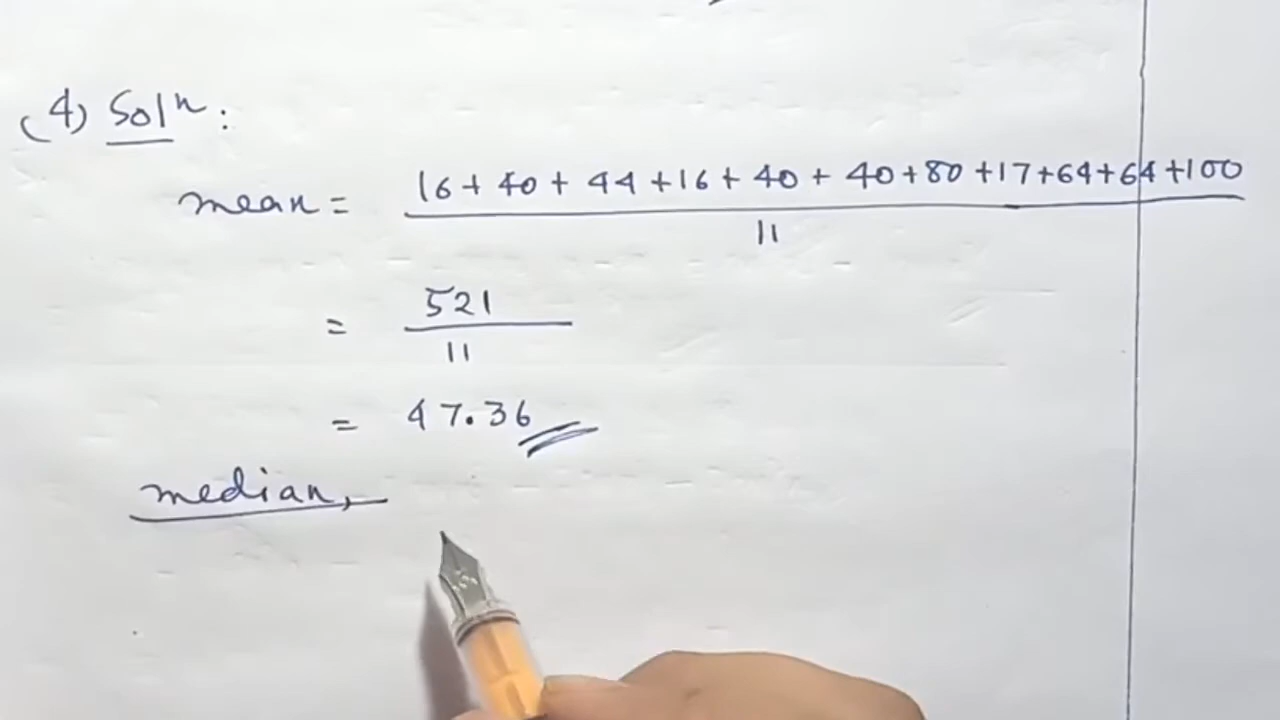 (4) Solⁿ:
mean = 16 + 40 + 44 + 16 + 40 + 40 + 80 + 17 + 64 + 64 + 100
11
= 521
11
= 47.36
median,